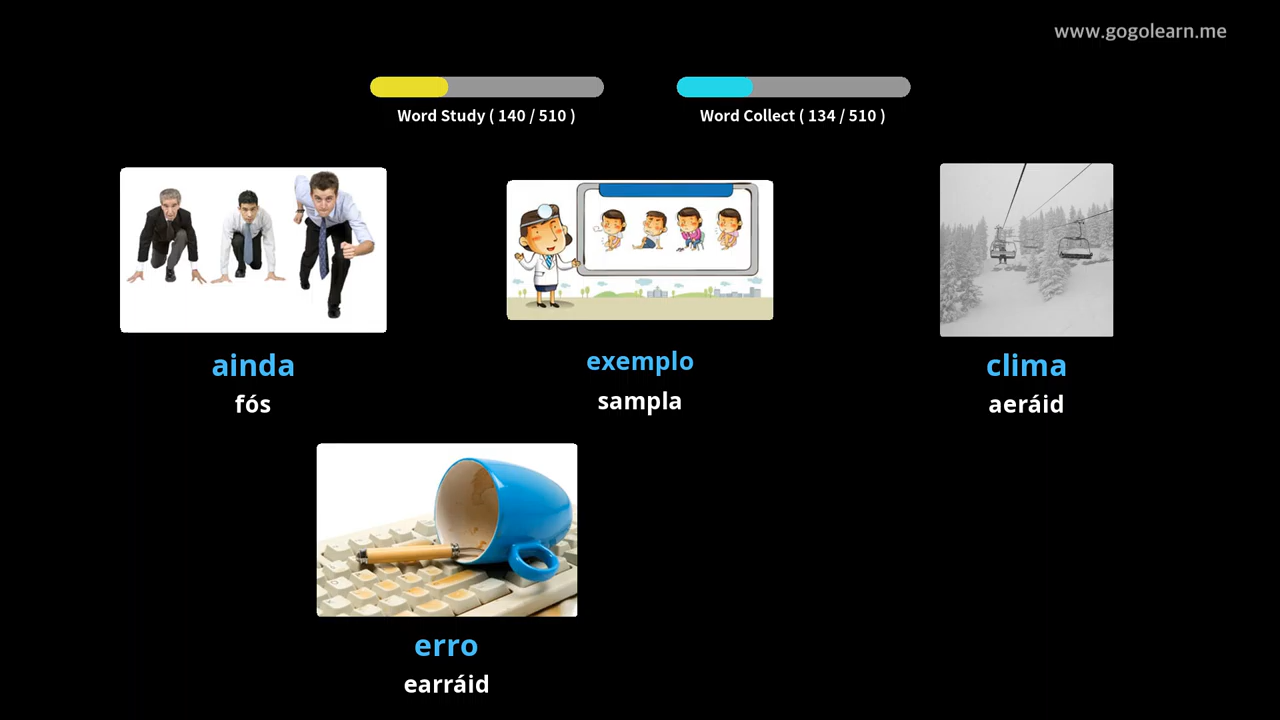 www.gogolearn.me
Word Study ( 140 / 510 )
Word Collect ( 134 / 510 )
ainda
fós
exemplo
sampla
clima
aeráid
erro
earráid